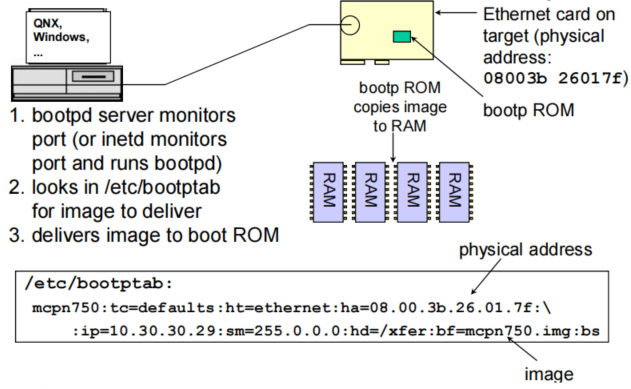 QNX,
Windows,
...
Ethernet card on
target (physical
address:
08003b 26017f)
bootp ROM
bootp ROM
copies image
to RAM
1. bootpd server monitors
port (or inetd monitors
port and runs bootpd)
2. looks in /etc/bootptab
for image to deliver
3. delivers image to boot ROM
RAM
RAM
RAM
RAM
physical address
/etc/bootptab:
mcpn750:tc=defaults:ht=ethernet:ha=08.00.3b.26.01.7f:\
:ip=10.30.30.29:sm=255.0.0.0:hd=/xfer:bf=mcpn750.img:bs
image